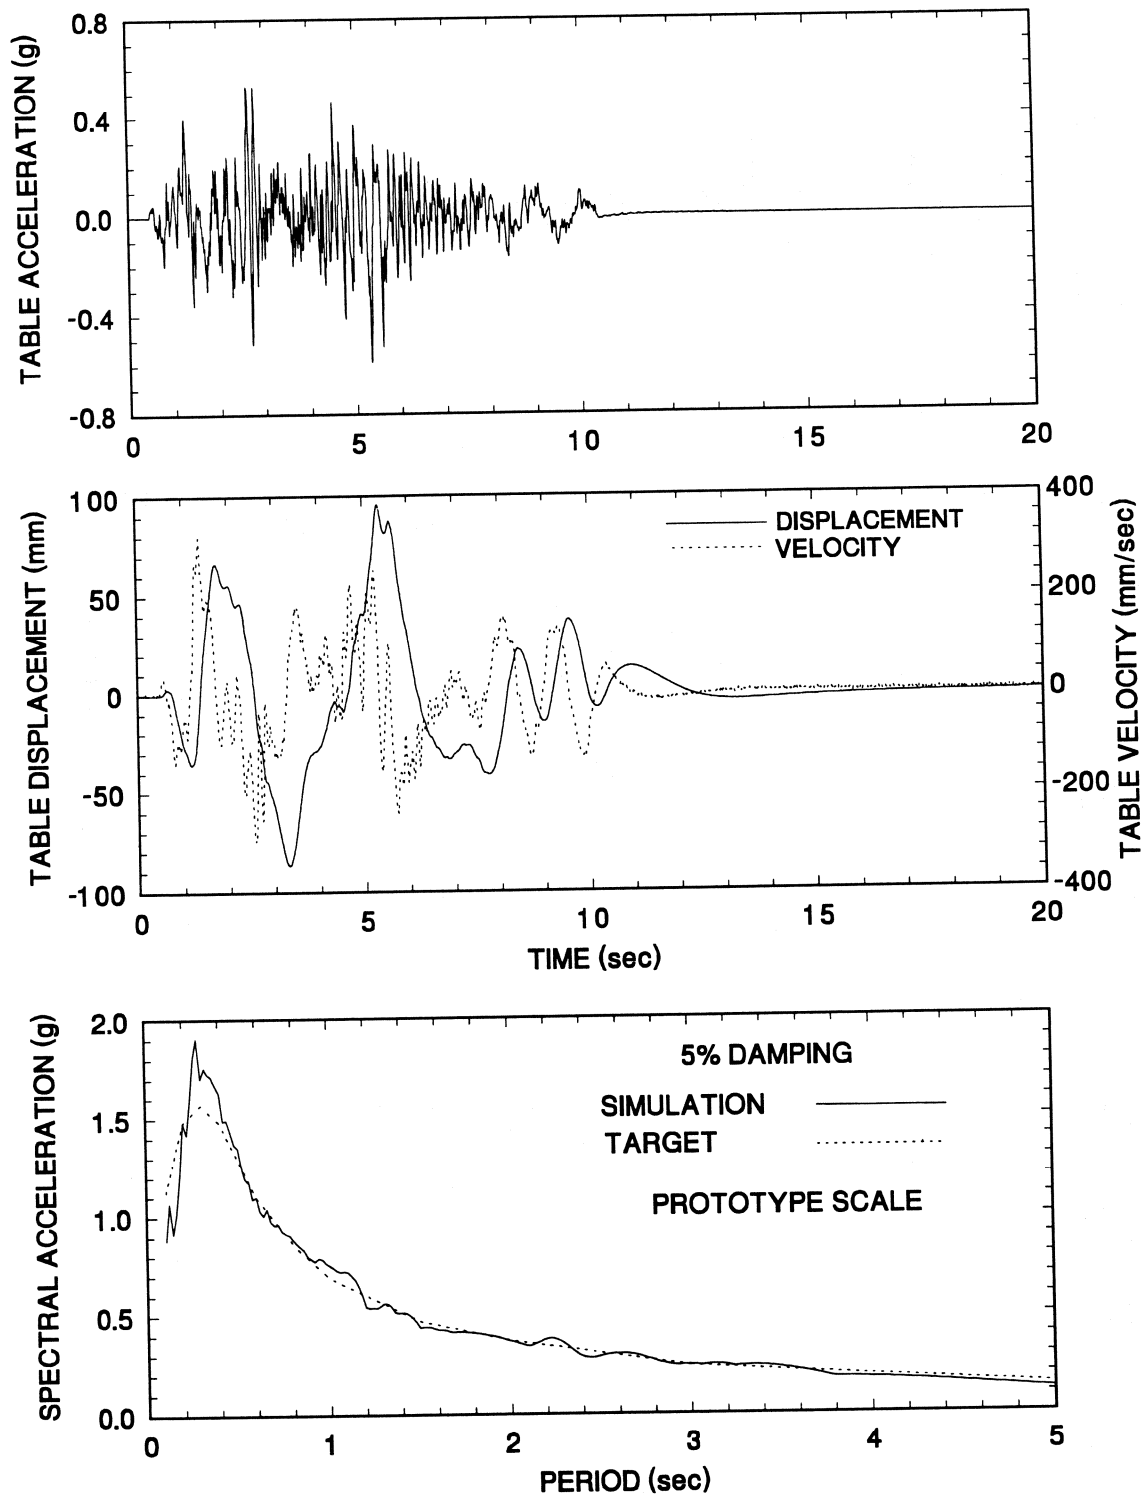 TABLE ACCELERATION (g)
0.8
0.4
0.0
-0.4
-0.8
0 5 10 15 20
TABLE DISPLACEMENT (mm)
100
50
0
-50
-100
DISPLACEMENT
VELOCITY
400
200
0
-200
-400
TABLE VELOCITY (mm/sec)
0 5 10 15 20
TIME (sec)
SPECTRAL ACCELERATION (g)
2.0
1.5
1.0
0.5
0.0
5% DAMPING
SIMULATION
TARGET
PROTOTYPE SCALE
0 1 2 3 4 5
PERIOD (sec)